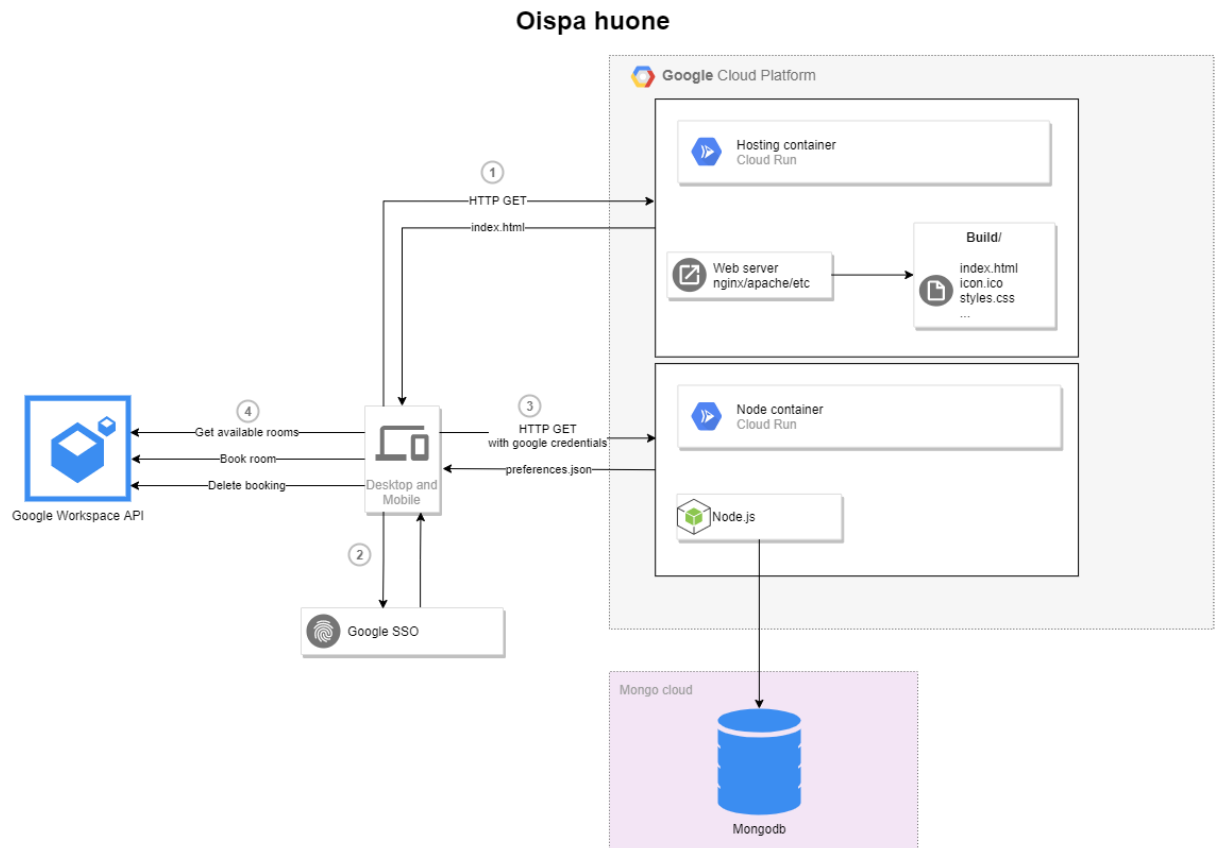 Oispa huone
Google Cloud Platform
Hosting container
Cloud Run
1
HTTP GET
index.html
Web server
nginx/apache/etc
Build/
index.html
icon.ico
styles.css
...
4
Get available rooms
Book room
Delete booking
Google Workspace API
Desktop and
Mobile
3
HTTP GET
with google credentials
preferences.json
Node container
Cloud Run
Node.js
2
Google SSO
Mongo cloud
Mongodb